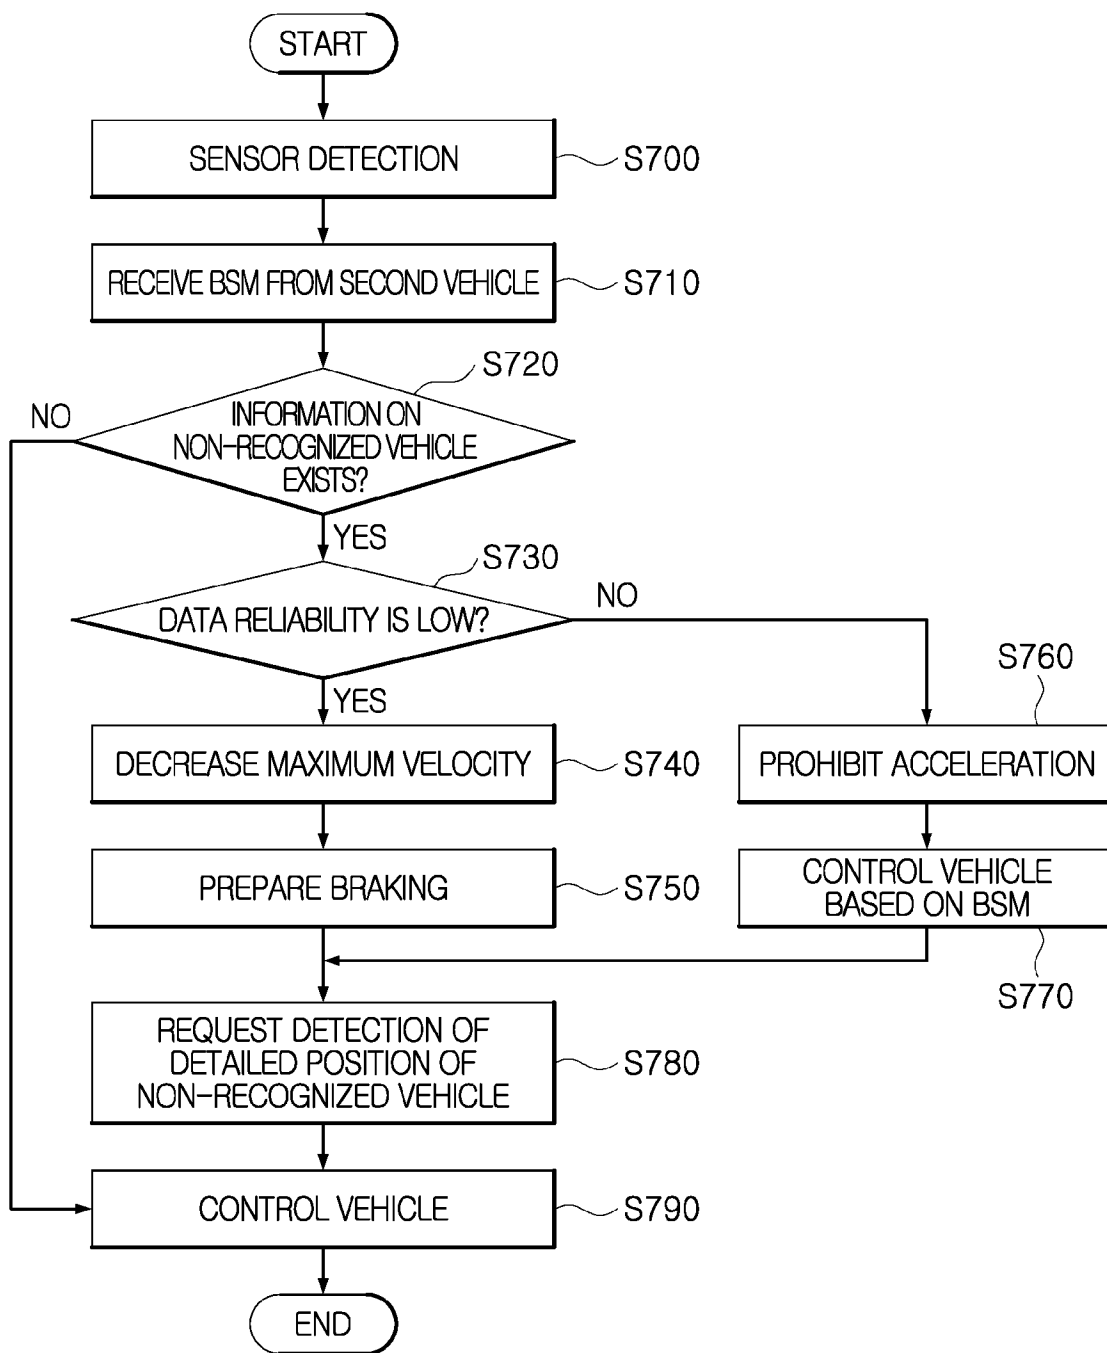 START
SENSOR DETECTION
S700
RECEIVE BSM FROM SECOND VEHICLE
S710
S720
NO
INFORMATION ON
NON-RECOGNIZED VEHICLE
EXISTS?
YES
S730
DATA RELIABILITY IS LOW?
NO
YES
S760
DECREASE MAXIMUM VELOCITY
S740
PROHIBIT ACCELERATION
PREPARE BRAKING
S750
CONTROL VEHICLE
BASED ON BSM
S770
REQUEST DETECTION OF
DETAILED POSITION OF
NON-RECOGNIZED VEHICLE
S780
CONTROL VEHICLE
S790
END